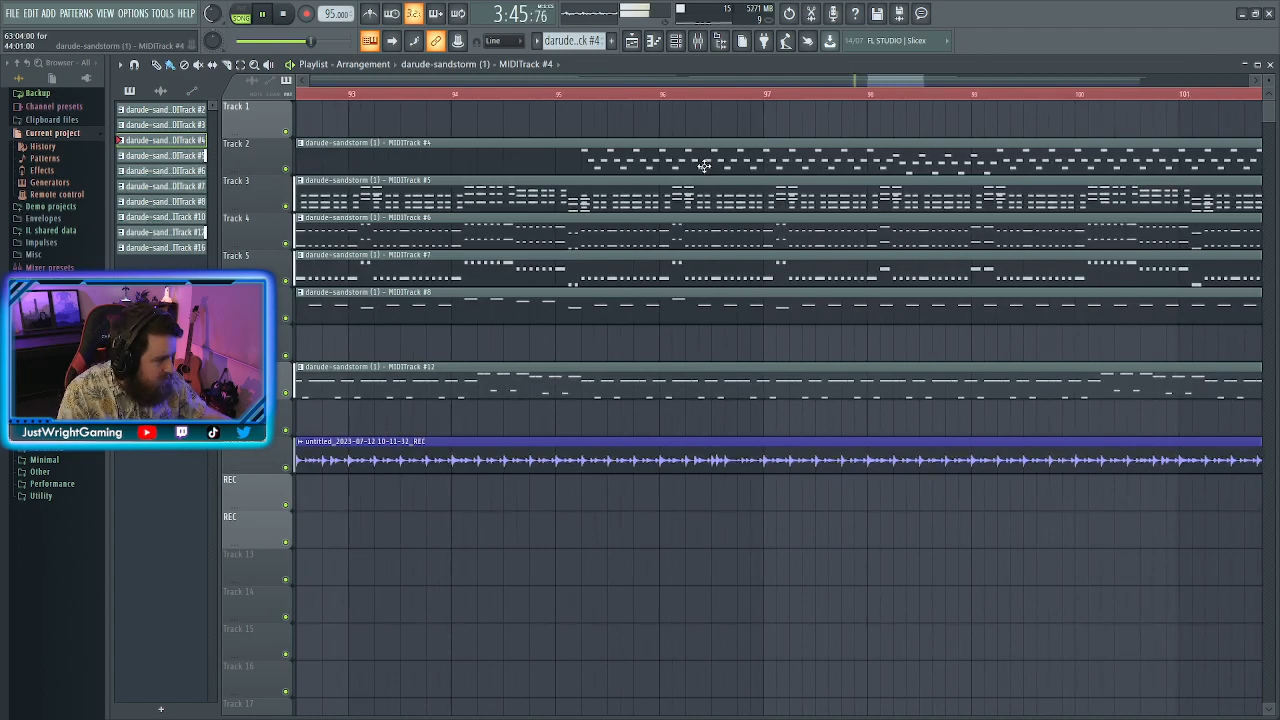 FILE EDIT ADD PATTERNS VIEW OPTIONS TOOLS HELP
SONG
95.000
3:45:76
M:S:CS
15
5271 MB
9
63:04:00 for
44:01:00
darude-sandstorm (1) - MIDITrack #4
Line
darude..ck #4
14/07 FL STUDIO | Slicex
Browser - All
Playlist - Arrangement › darude-sandstorm (1) - MIDITrack #4 ›
Backup
Channel presets
Clipboard files
Current project
History
Patterns
Effects
Generators
Remote control
Demo projects
Envelopes
IL shared data
Impulses
Misc
Mixer presets
Minimal
Other
Performance
Utility
darude-sand..DITrack #2
darude-sand..DITrack #3
darude-sand..DITrack #4
darude-sand..DITrack #5
darude-sand..DITrack #6
darude-sand..DITrack #7
darude-sand..DITrack #8
darude-sand..ITrack #10
darude-sand..ITrack #12
darude-sand..ITrack #16
93 94 95 96 97 98 99 100 101
Track 1
Track 2
darude-sandstorm (1) - MIDITrack #4
Track 3
darude-sandstorm (1) - MIDITrack #5
Track 4
darude-sandstorm (1) - MIDITrack #6
Track 5
darude-sandstorm (1) - MIDITrack #7
darude-sandstorm (1) - MIDITrack #8
darude-sandstorm (1) - MIDITrack #12
untitled_2023-07-12 10-11-32_REC
REC
REC
Track 13
Track 14
Track 15
Track 16
Track 17
JustWrightGaming